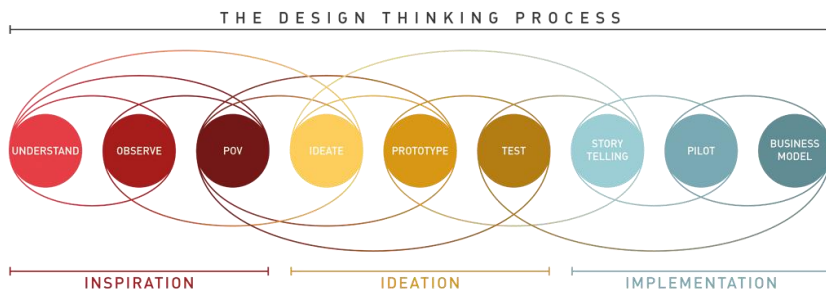 THE DESIGN THINKING PROCESS
UNDERSTAND
OBSERVE
POV
IDEATE
PROTOTYPE
TEST
STORY
TELLING
PILOT
BUSINESS
MODEL
INSPIRATION
IDEATION
IMPLEMENTATION